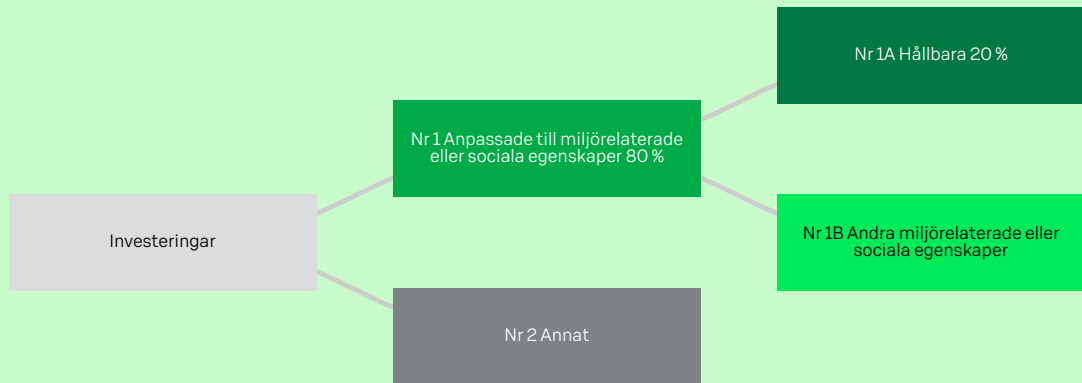 Nr 1A Hållbara 20 %
Nr 1 Anpassade till miljörelaterade
eller sociala egenskaper 80 %
Investeringar
Nr 1B Andra miljörelaterade eller
sociala egenskaper
Nr 2 Annat